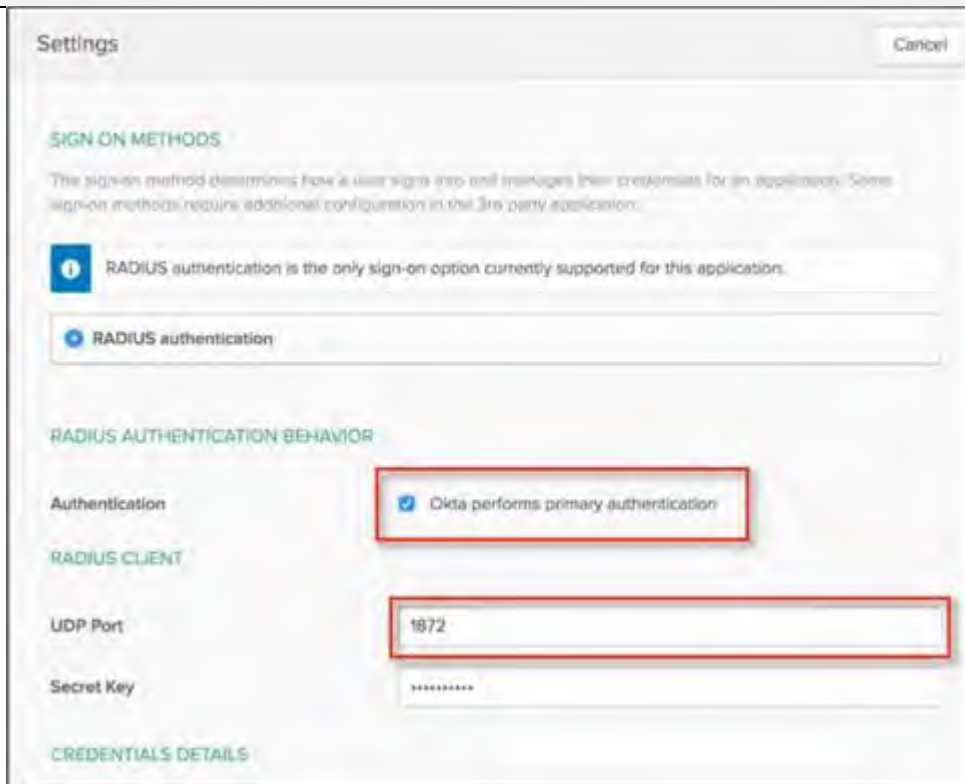 Settings
Cancel
SIGN ON METHODS
The sign-on method determines how a user signs into and manages their credentials for an application. Some
sign-on methods require additional configuration in the 3rd party application.
RADIUS authentication is the only sign-on option currently supported for this application.
RADIUS authentication
RADIUS AUTHENTICATION BEHAVIOR
Authentication
Okta performs primary authentication
RADIUS CLIENT
UDP Port
1872
Secret Key
••••••••••
CREDENTIALS DETAILS